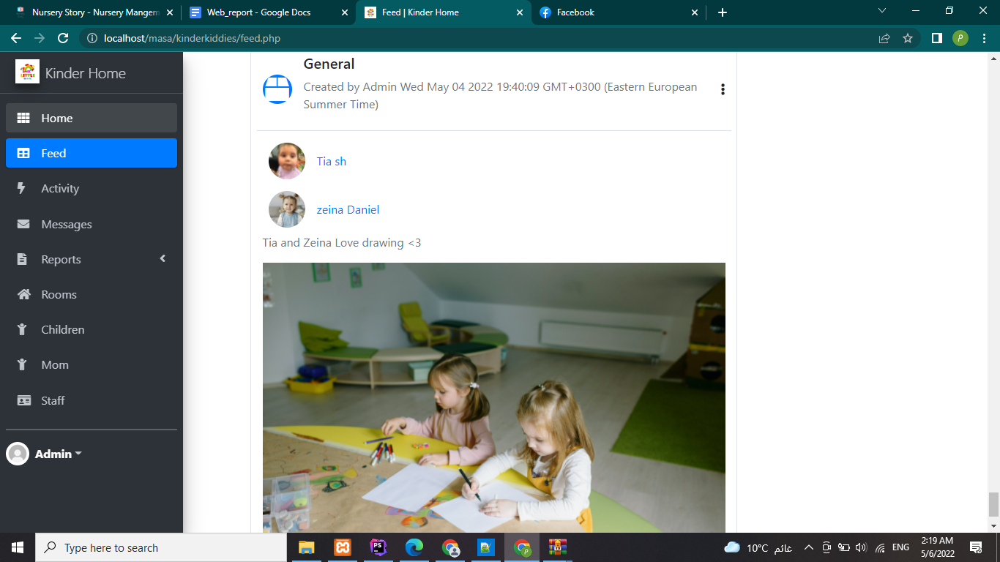 Nursery Story - Nursery Mangem
Web_report - Google Docs
Feed | Kinder Home
Facebook
localhost/masa/kinderkiddies/feed.php
P
Kinder Home
Home
Feed
Activity
Messages
Reports
Rooms
Children
Mom
Staff
Admin
General
Created by Admin Wed May 04 2022 19:40:09 GMT+0300 (Eastern European
Summer Time)
Tia sh
zeina Daniel
Tia and Zeina Love drawing <3
Type here to search
PS
10°C غائم
ENG
2:19 AM
5/6/2022